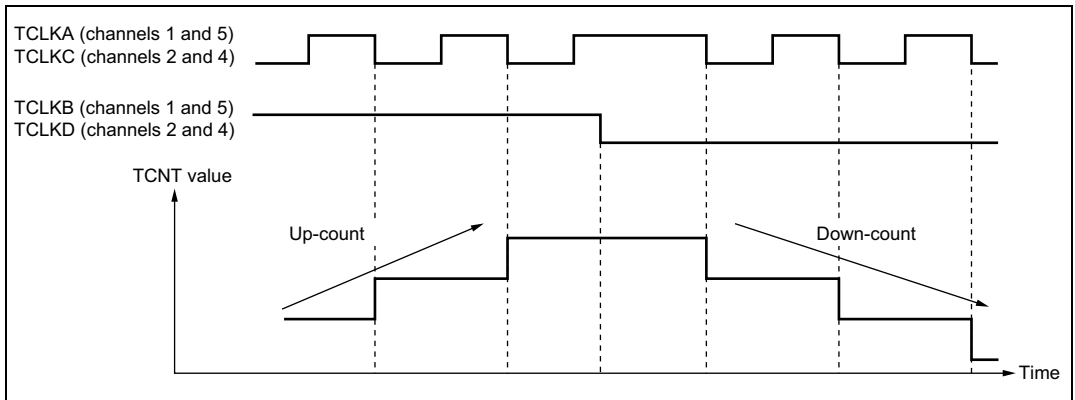 TCLKA (channels 1 and 5)
TCLKC (channels 2 and 4)
TCLKB (channels 1 and 5)
TCLKD (channels 2 and 4)
TCNT value
Up-count
Down-count
Time